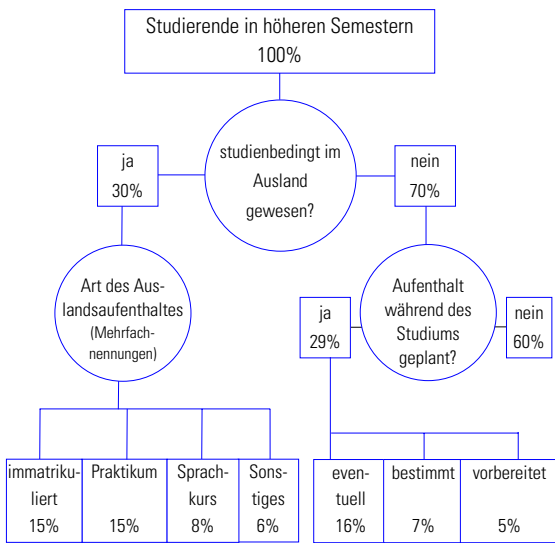 Studierende in höheren Semestern
100%
studienbedingt im
Ausland
gewesen?
ja
30%
nein
70%
Art des Aus-
landsaufenthaltes
(Mehrfach-
nennungen)
Aufenthalt
während des
Studiums
geplant?
ja
29%
nein
60%
immatriku-
liert
15%
Praktikum
15%
Sprach-
kurs
8%
Sons-
tiges
6%
even-
tuell
16%
bestimmt
7%
vorbereitet
5%